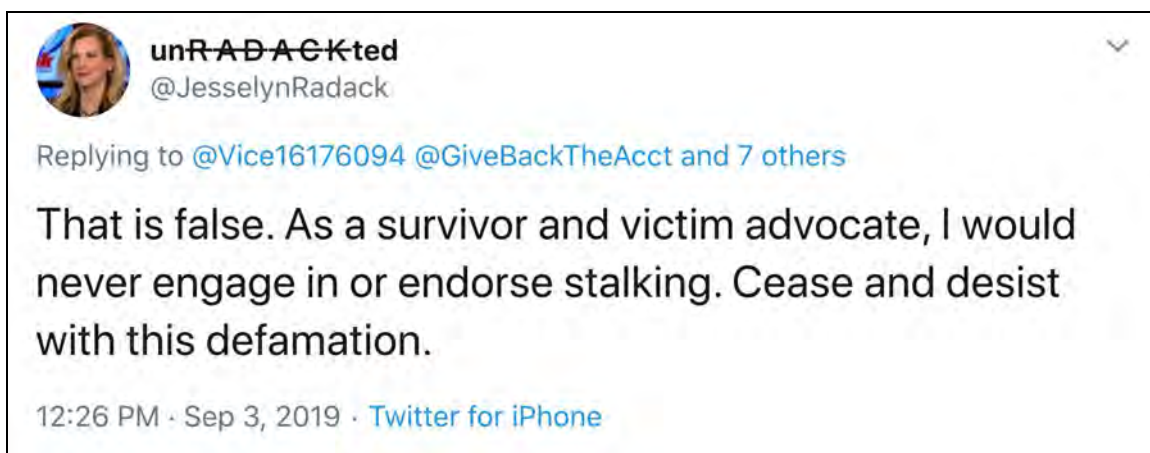 unR̶A̶D̶A̶C̶K̶ted
@JesselynRadack
Replying to @Vice16176094 @GiveBackTheAcct and 7 others
That is false. As a survivor and victim advocate, I would
never engage in or endorse stalking. Cease and desist
with this defamation.
12:26 PM · Sep 3, 2019 · Twitter for iPhone